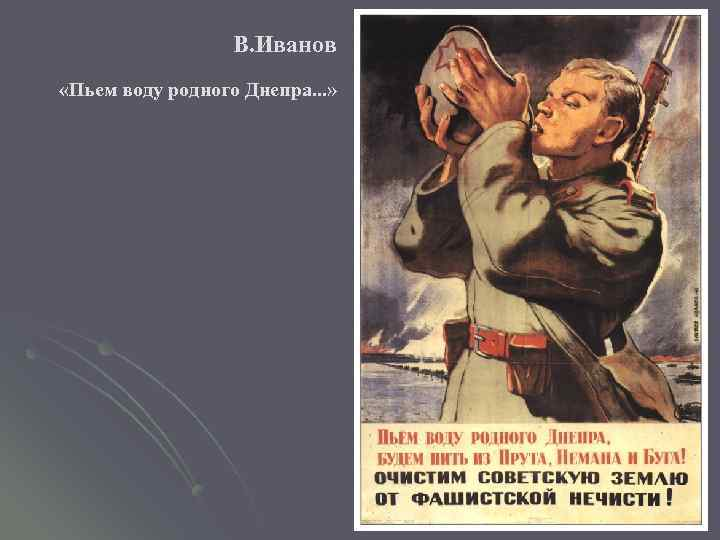 В.Иванов
«Пьем воду родного Днепра...»
Пьём воду родного Днепра,
будем пить из Прута, Немана и Буга!
очистим советскую землю
от фашистской нечисти!